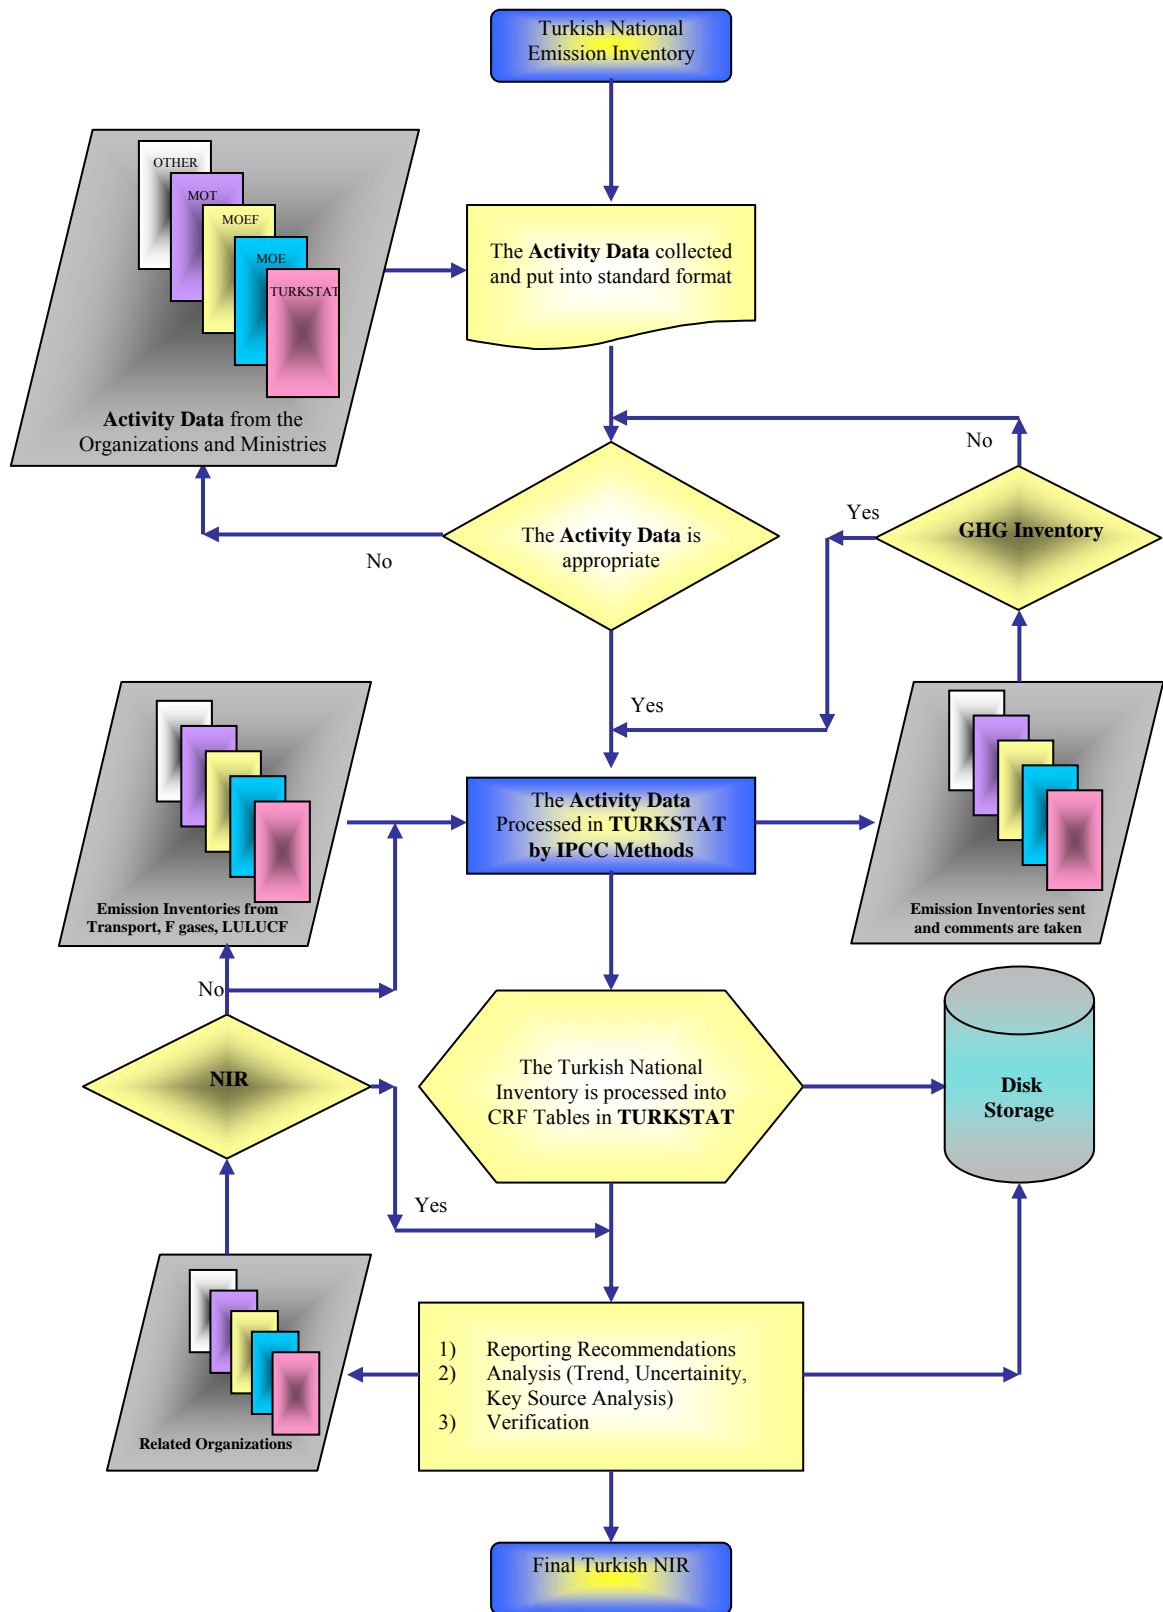 Turkish National
Emission Inventory
OTHER
MOT
MOEF
MOE
TURKSTAT
Activity Data from the
Organizations and Ministries
The Activity Data collected
and put into standard format
No
Yes
GHG Inventory
The Activity Data is
appropriate
No
Yes
Emission Inventories from
Transport, F gases, LULUCF
The Activity Data
Processed in TURKSTAT
by IPCC Methods
Emission Inventories sent
and comments are taken
No
NIR
The Turkish National
Inventory is processed into
CRF Tables in TURKSTAT
Disk
Storage
Yes
Related Organizations
1) Reporting Recommendations
2) Analysis (Trend, Uncertainity,
Key Source Analysis)
3) Verification
Final Turkish NIR